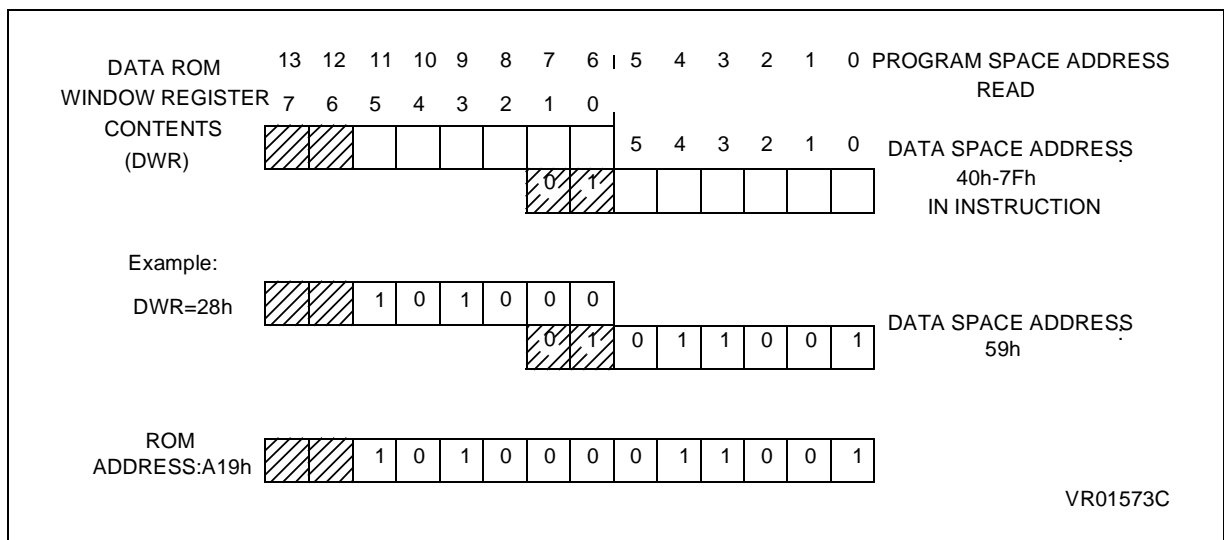 DATA ROM 13 12 11 10 9 8 7 6 5 4 3 2 1 0 PROGRAM SPACE ADDRESS
WINDOW REGISTER 7 6 5 4 3 2 1 0 READ
CONTENTS
(DWR) 5 4 3 2 1 0 DATA SPACE ADDRESS :
0 1 40h-7Fh
IN INSTRUCTION
Example:
DWR=28h 1 0 1 0 0 0
0 1 0 1 1 0 0 1 DATA SPACE ADDRESS :
59h
ROM
ADDRESS:A19h 1 0 1 0 0 0 0 1 1 0 0 1
VR01573C